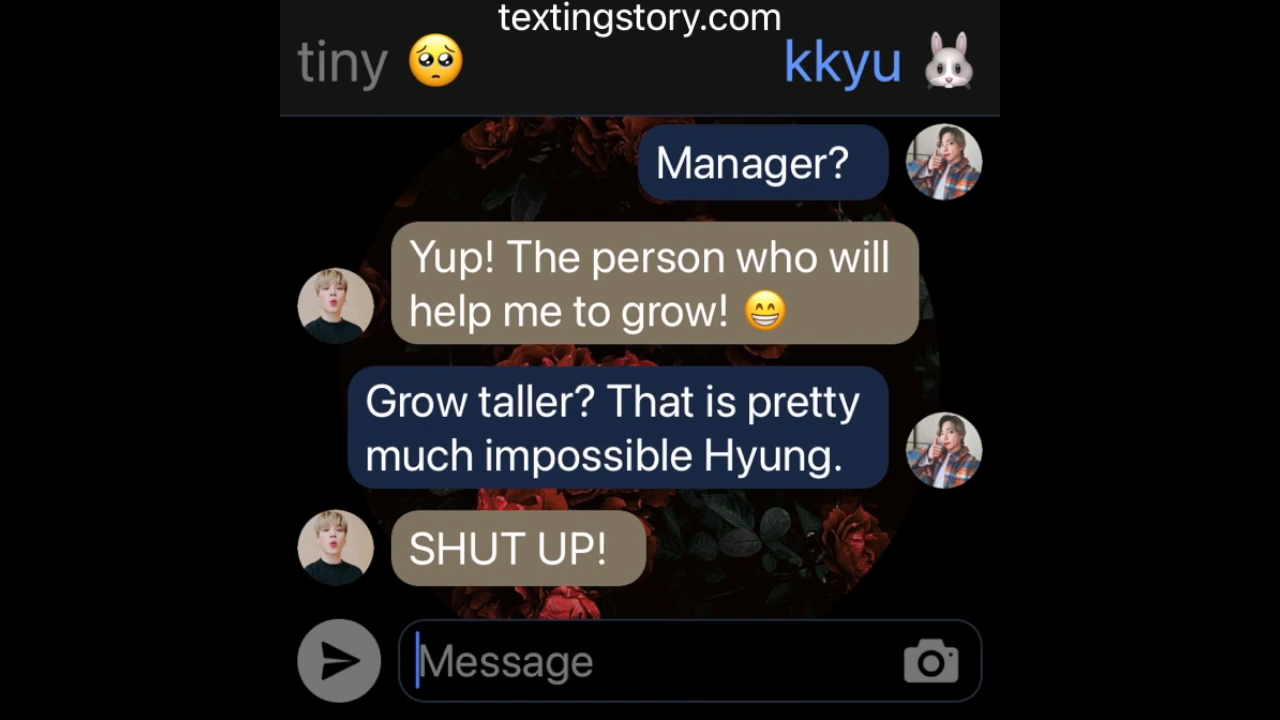 textingstory.com
tiny 🥺
kkyu 🐰
Manager?
Yup! The person who will
help me to grow! 😁
Grow taller? That is pretty
much impossible Hyung.
SHUT UP!
Message